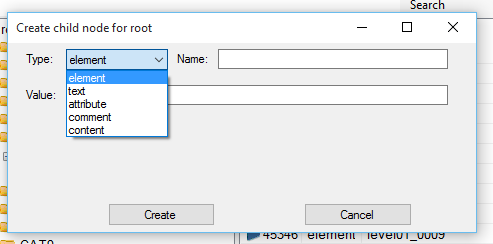 Search
Create child node for root
Type: element Name:
element
text
attribute
comment
content
Value:
Create Cancel
45346 element level01_0009